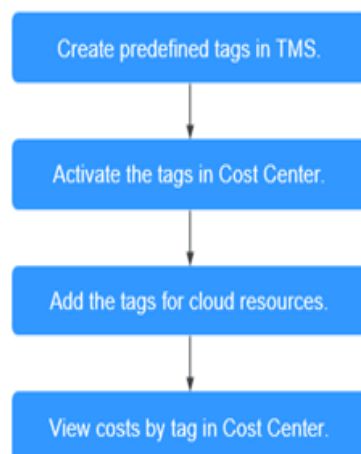 Create predefined tags in TMS.
Activate the tags in Cost Center.
Add the tags for cloud resources.
View costs by tag in Cost Center.